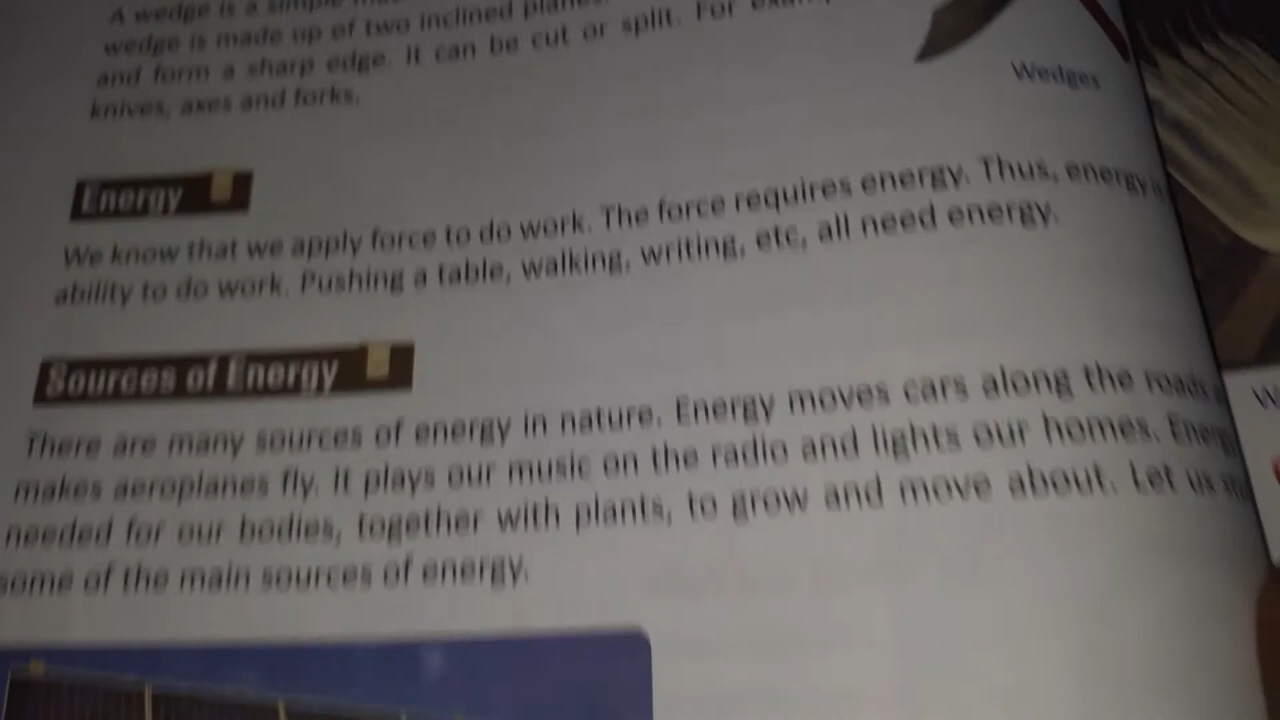 A wedge is a simple
wedge is made up of two inclined planes.
and form a sharp edge. It can be cut or split. For
knives, axes and forks.
Wedges
Energy
We know that we apply force to do work. The force requires energy. Thus, energy
ability to do work. Pushing a table, walking, writing, etc, all need energy.
Sources of Energy
There are many sources of energy in nature. Energy moves cars along the roads
makes aeroplanes fly. It plays our music on the radio and lights our homes.
needed for our bodies, together with plants, to grow and move about. Let us
some of the main sources of energy.